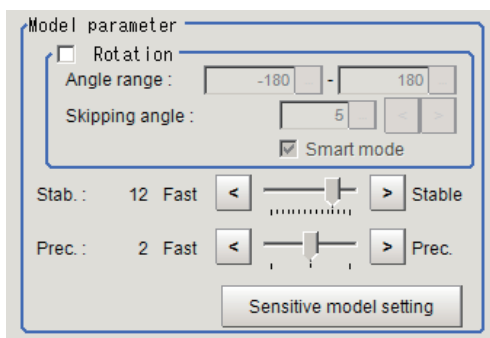 Model parameter
Rotation
Angle range : -180 ... - 180 ...
Skipping angle : 5 ... < >
Smart mode
Stab. : 12 Fast < > Stable
Prec. : 2 Fast < > Prec.
Sensitive model setting